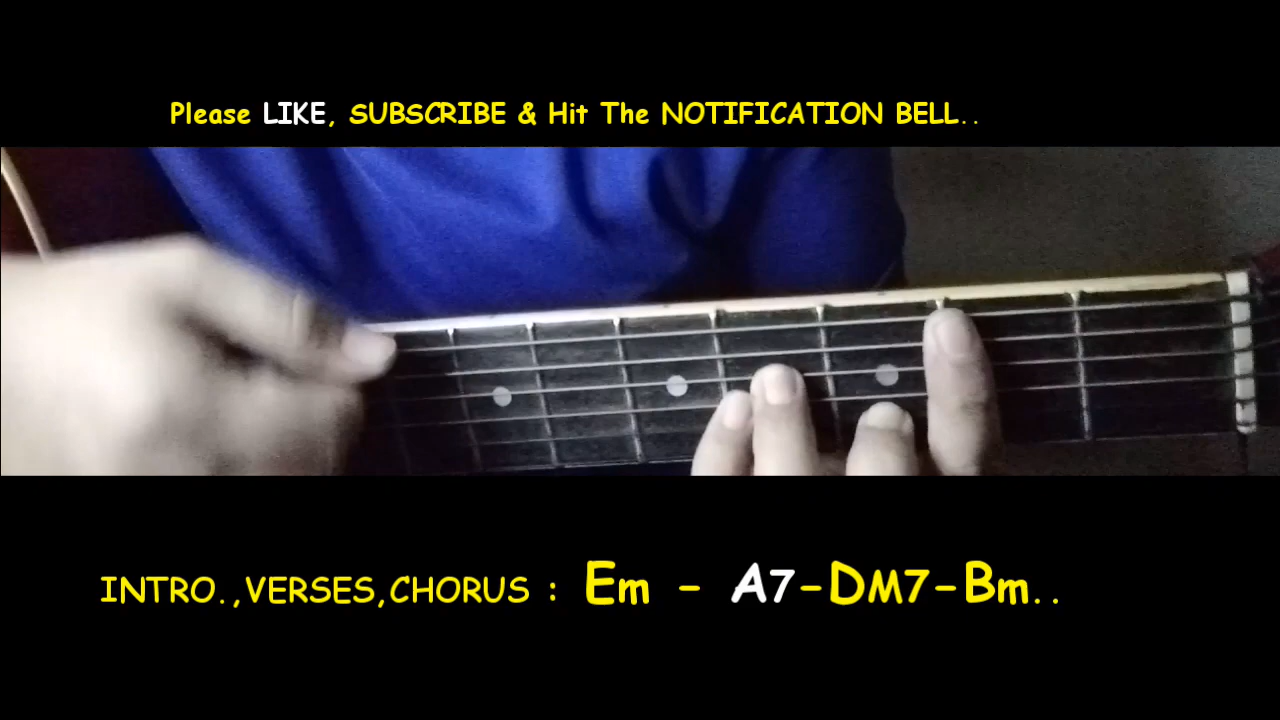 Please LIKE, SUBSCRIBE & Hit The NOTIFICATION BELL..
INTRO.,VERSES,CHORUS : Em - A7-DM7-Bm..